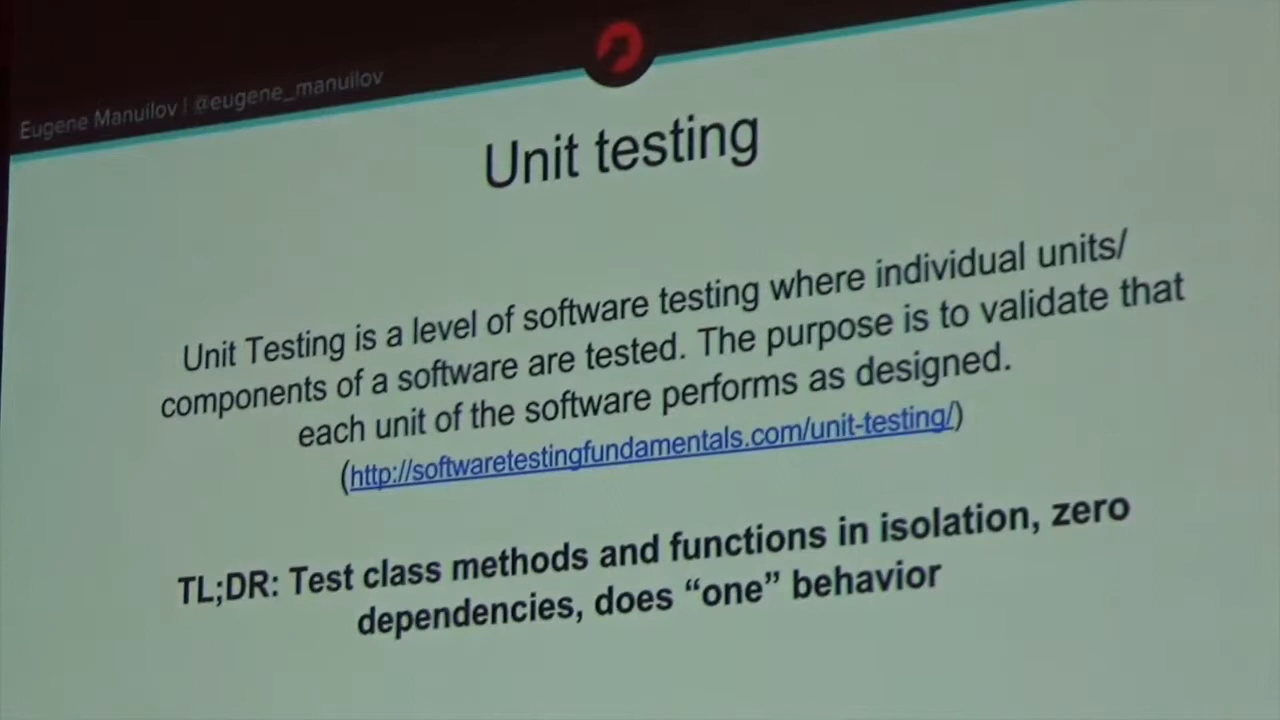 Eugene Manuilov | @eugene_manuilov
Unit testing
Unit Testing is a level of software testing where individual units/
components of a software are tested. The purpose is to validate that
each unit of the software performs as designed.
(http://softwaretestingfundamentals.com/unit-testing/)
TL;DR: Test class methods and functions in isolation, zero
dependencies, does “one” behavior